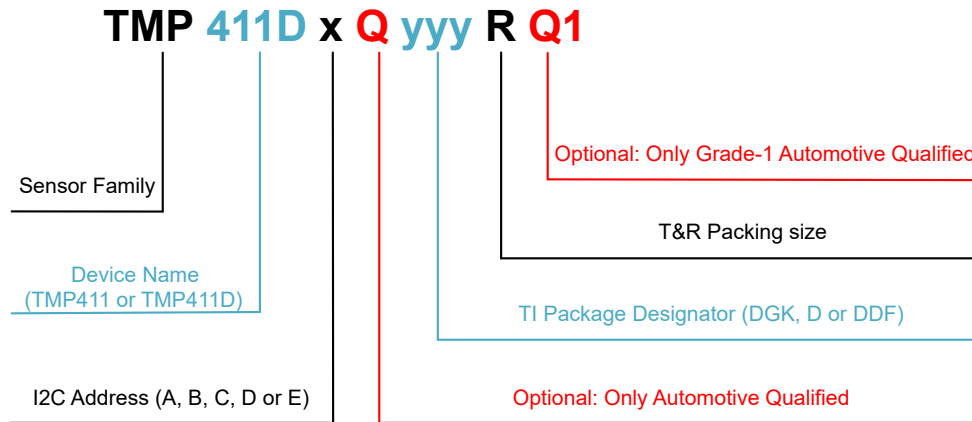 TMP 411D x Q yyy R Q1
Optional: Only Grade-1 Automotive Qualified
Sensor Family
T&R Packing size
Device Name
(TMP411 or TMP411D)
TI Package Designator (DGK, D or DDF)
I2C Address (A, B, C, D or E)
Optional: Only Automotive Qualified